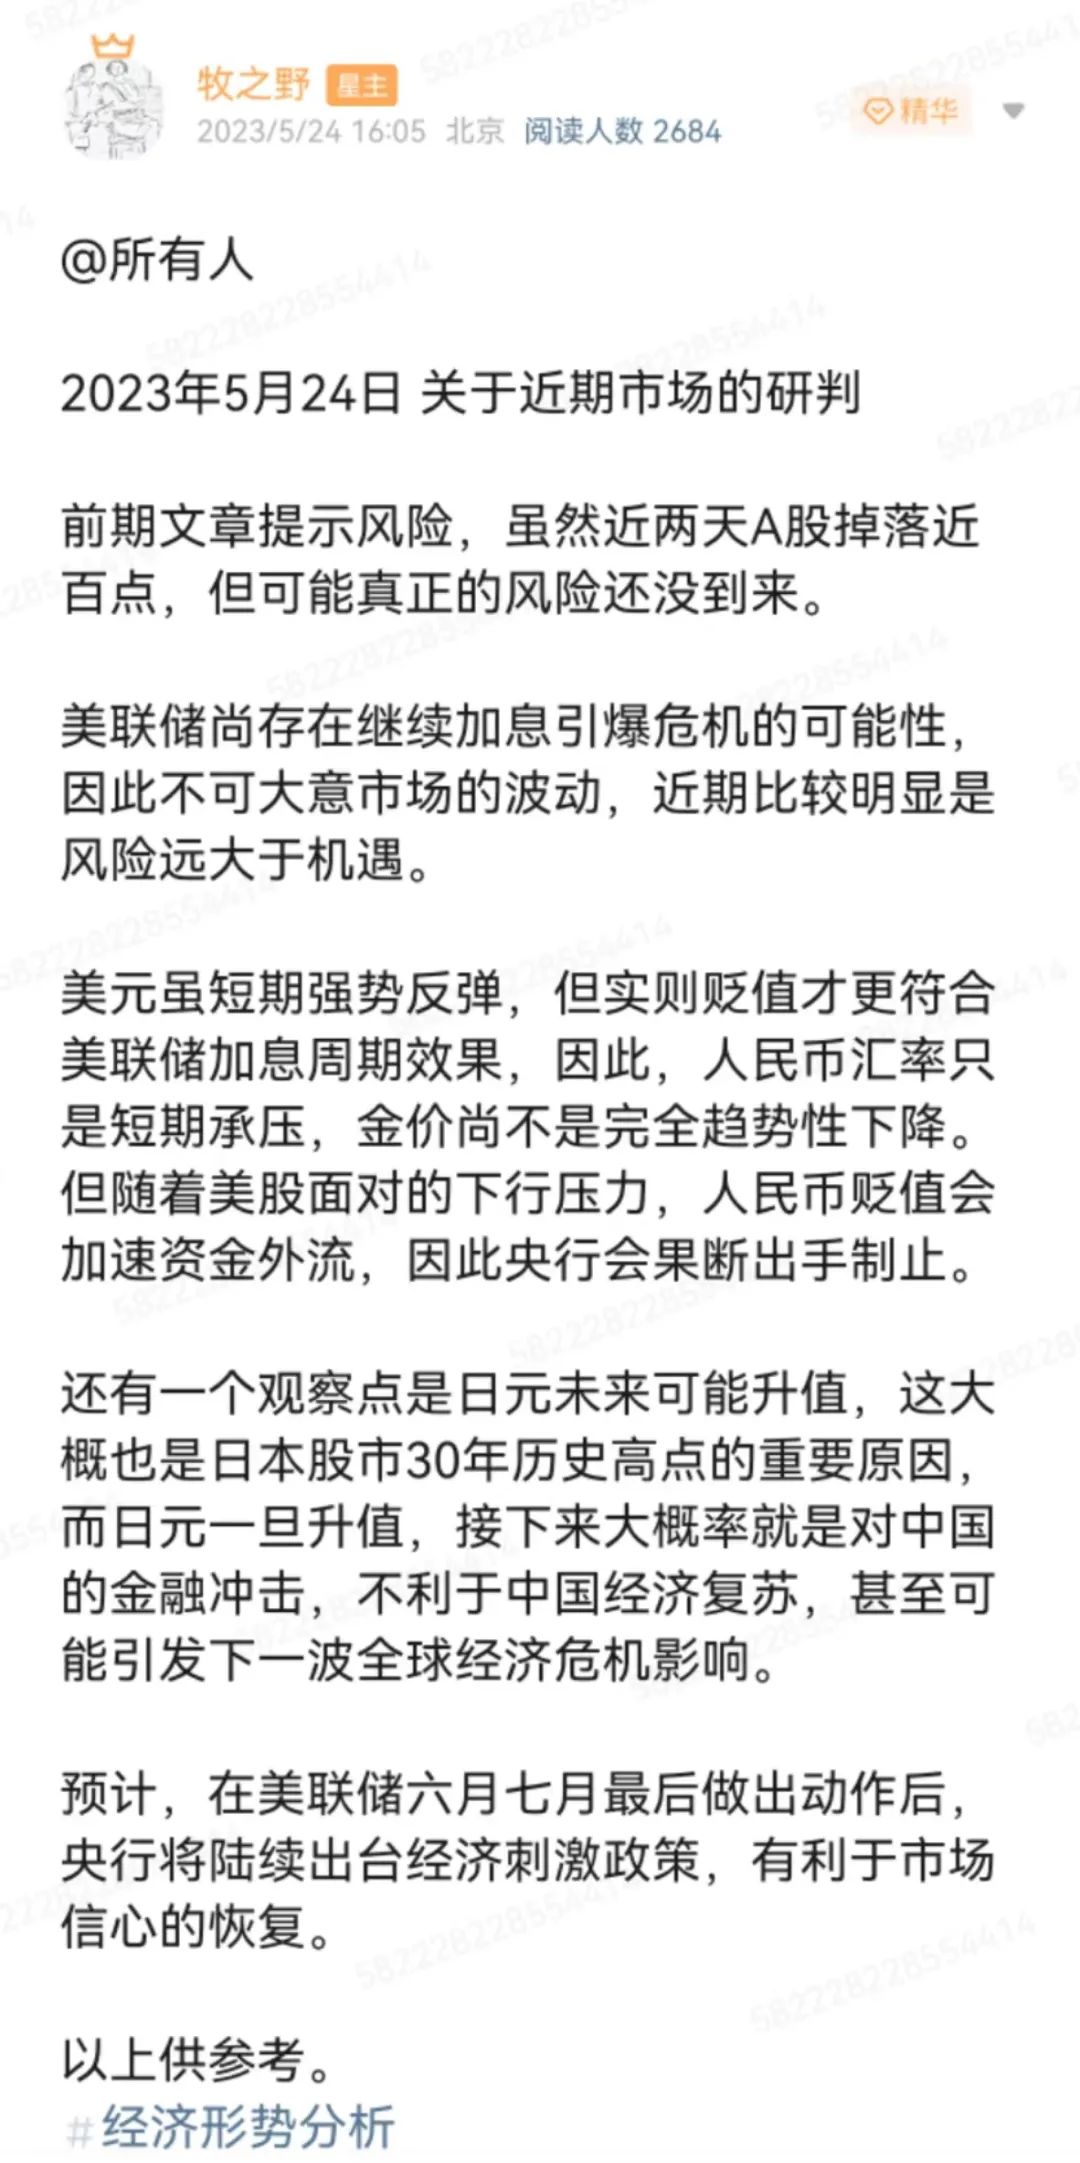 牧之野 星主
2023/5/24 16:05 北京 阅读人数 2684
精华
@所有人
2023年5月24日 关于近期市场的研判
前期文章提示风险，虽然近两天A股掉落近
百点，但可能真正的风险还没到来。
美联储尚存在继续加息引爆危机的可能性，
因此不可大意市场的波动，近期比较明显是
风险远大于机遇。
美元虽短期强势反弹，但实则贬值才更符合
美联储加息周期效果，因此，人民币汇率只
是短期承压，金价尚不是完全趋势性下降。
但随着美股面对的下行压力，人民币贬值会
加速资金外流，因此央行会果断出手制止。
还有一个观察点是日元未来可能升值，这大
概也是日本股市30年历史高点的重要原因，
而日元一旦升值，接下来大概率就是对中国
的金融冲击，不利于中国经济复苏，甚至可
能引发下一波全球经济危机影响。
预计，在美联储六月七月最后做出动作后，
央行将陆续出台经济刺激政策，有利于市场
信心的恢复。
以上供参考。
#经济形势分析
582228228554414